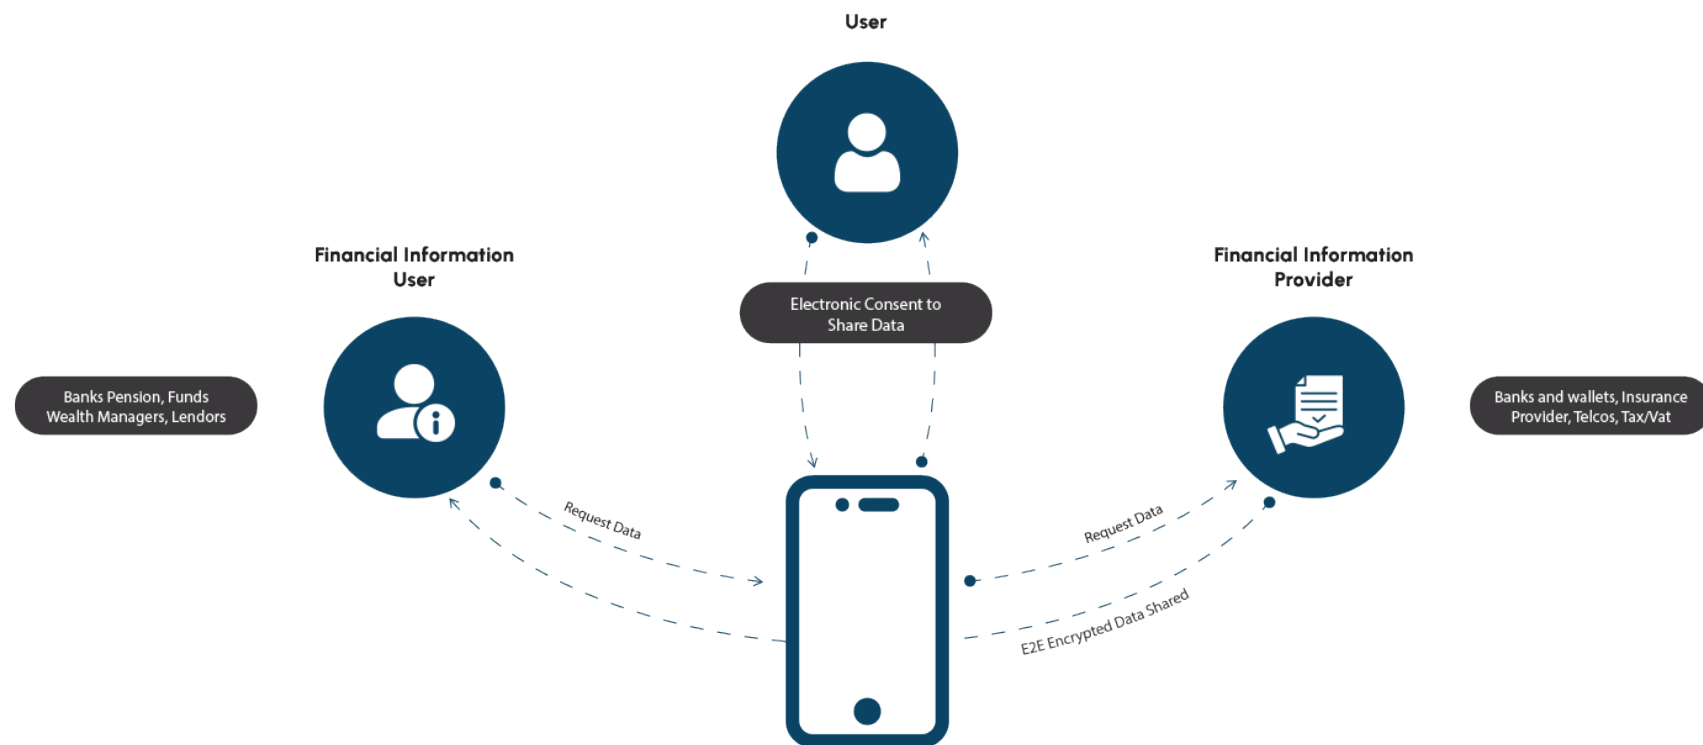 User
Financial Information
User
Financial Information
Provider
Electronic Consent to
Share Data
Banks Pension, Funds
Wealth Managers, Lendors
Banks and wallets, Insurance
Provider, Telcos, Tax/Vat
Request Data
Request Data
E2E Encrypted Data Shared